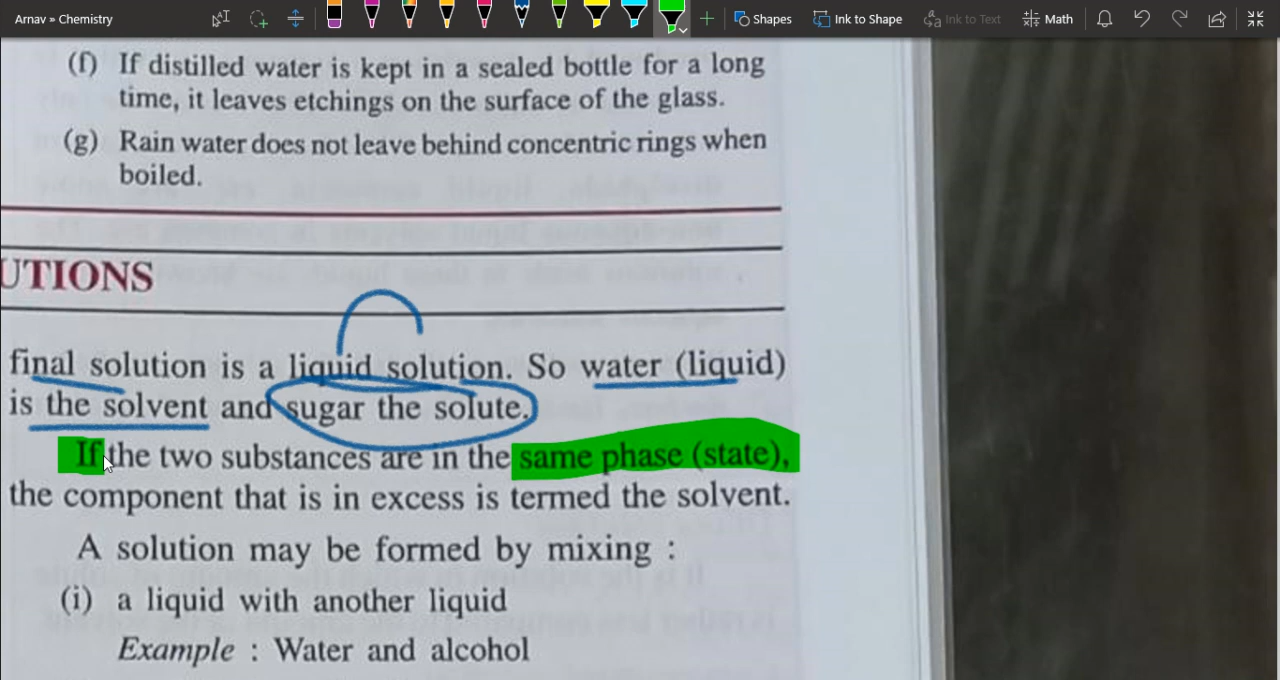 Arnav » Chemistry
Shapes
Ink to Shape
Ink to Text
Math
(f) If distilled water is kept in a sealed bottle for a long
time, it leaves etchings on the surface of the glass.
(g) Rain water does not leave behind concentric rings when
boiled.
UTIONS
final solution is a liquid solution. So water (liquid)
is the solvent and sugar the solute.
If the two substances are in the same phase (state),
the component that is in excess is termed the solvent.
A solution may be formed by mixing :
(i) a liquid with another liquid
Example : Water and alcohol